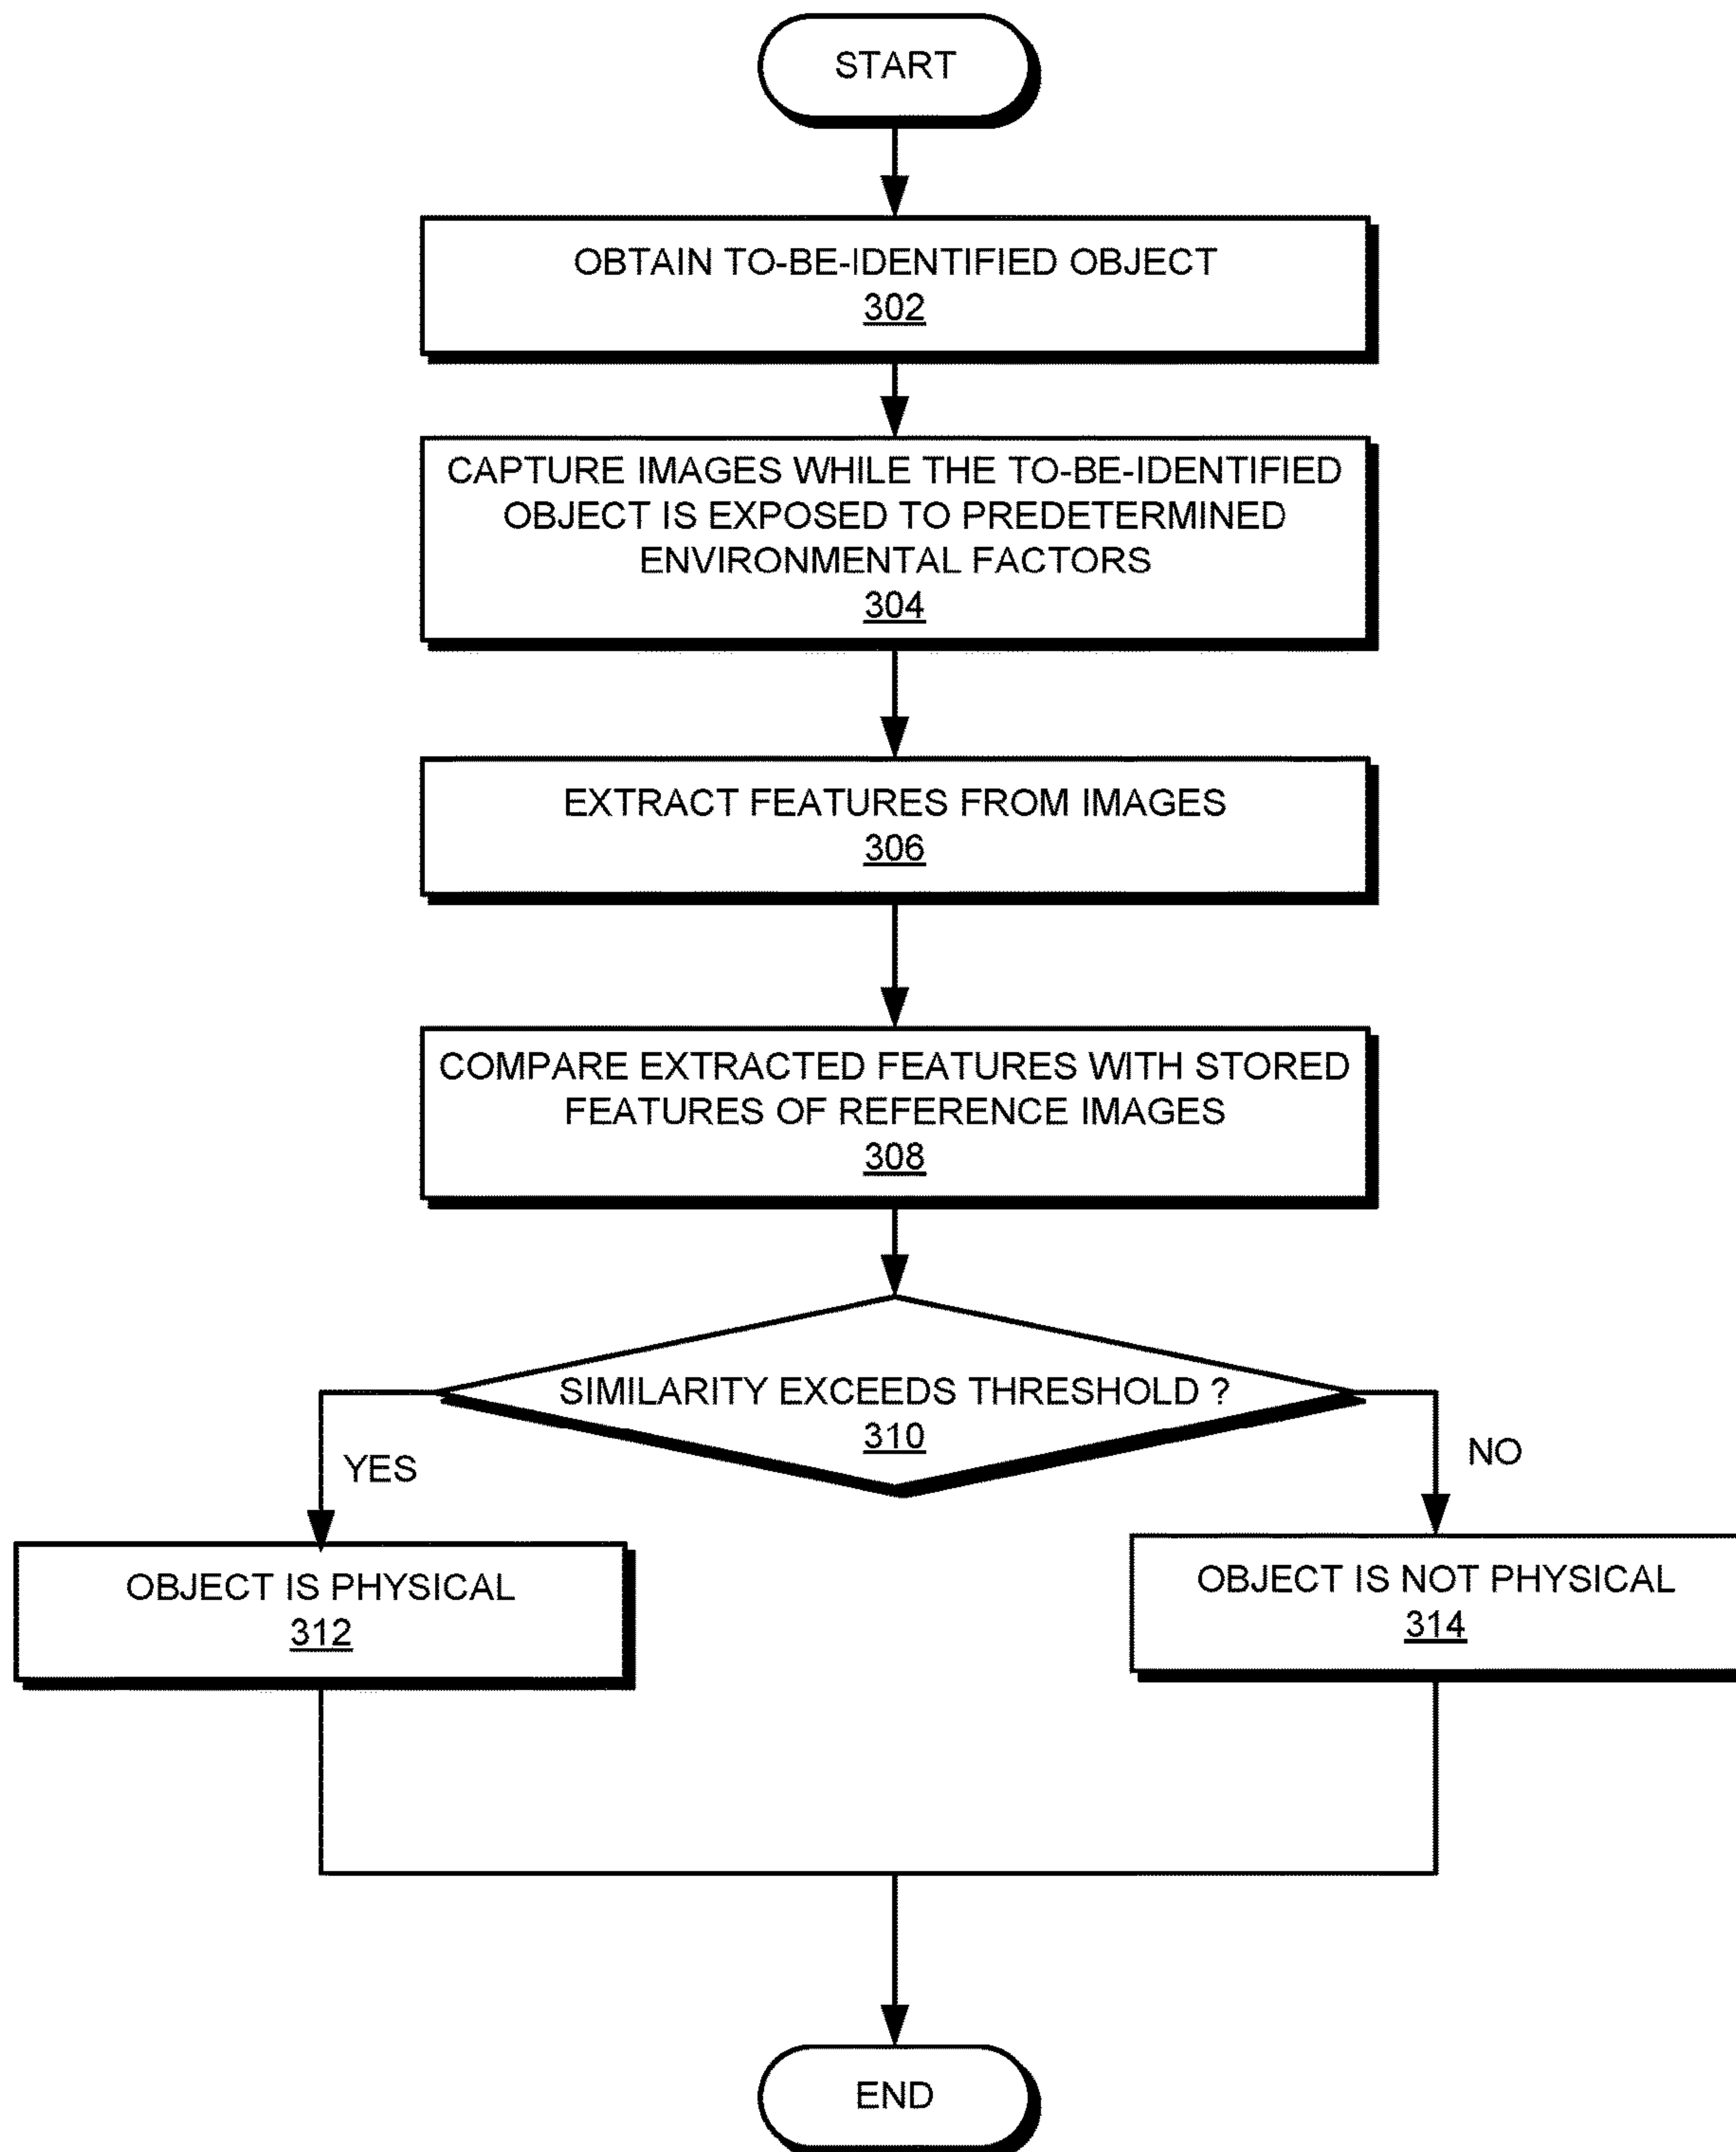 START
OBTAIN TO-BE-IDENTIFIED OBJECT
302
CAPTURE IMAGES WHILE THE TO-BE-IDENTIFIED
OBJECT IS EXPOSED TO PREDETERMINED
ENVIRONMENTAL FACTORS
304
EXTRACT FEATURES FROM IMAGES
306
COMPARE EXTRACTED FEATURES WITH STORED
FEATURES OF REFERENCE IMAGES
308
SIMILARITY EXCEEDS THRESHOLD ?
310
YES
NO
OBJECT IS PHYSICAL
312
OBJECT IS NOT PHYSICAL
314
END